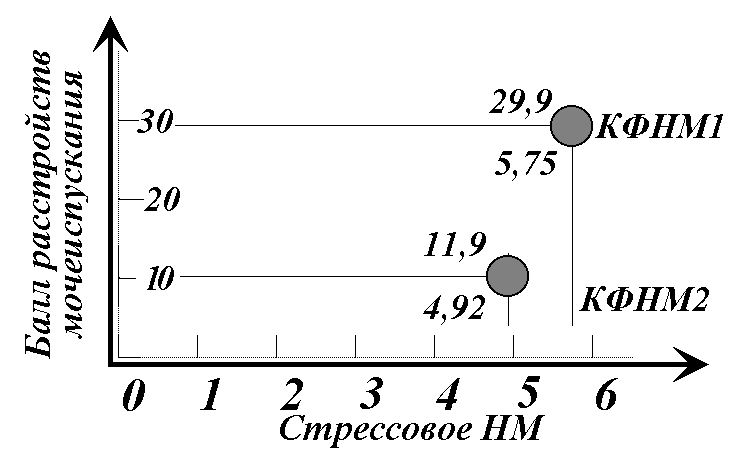 Балл расстройств
мочеиспускания
30
20
10
29,9
КФНМ1
5,75
11,9
4,92
КФНМ2
0 1 2 3 4 5 6
Стрессовое НМ